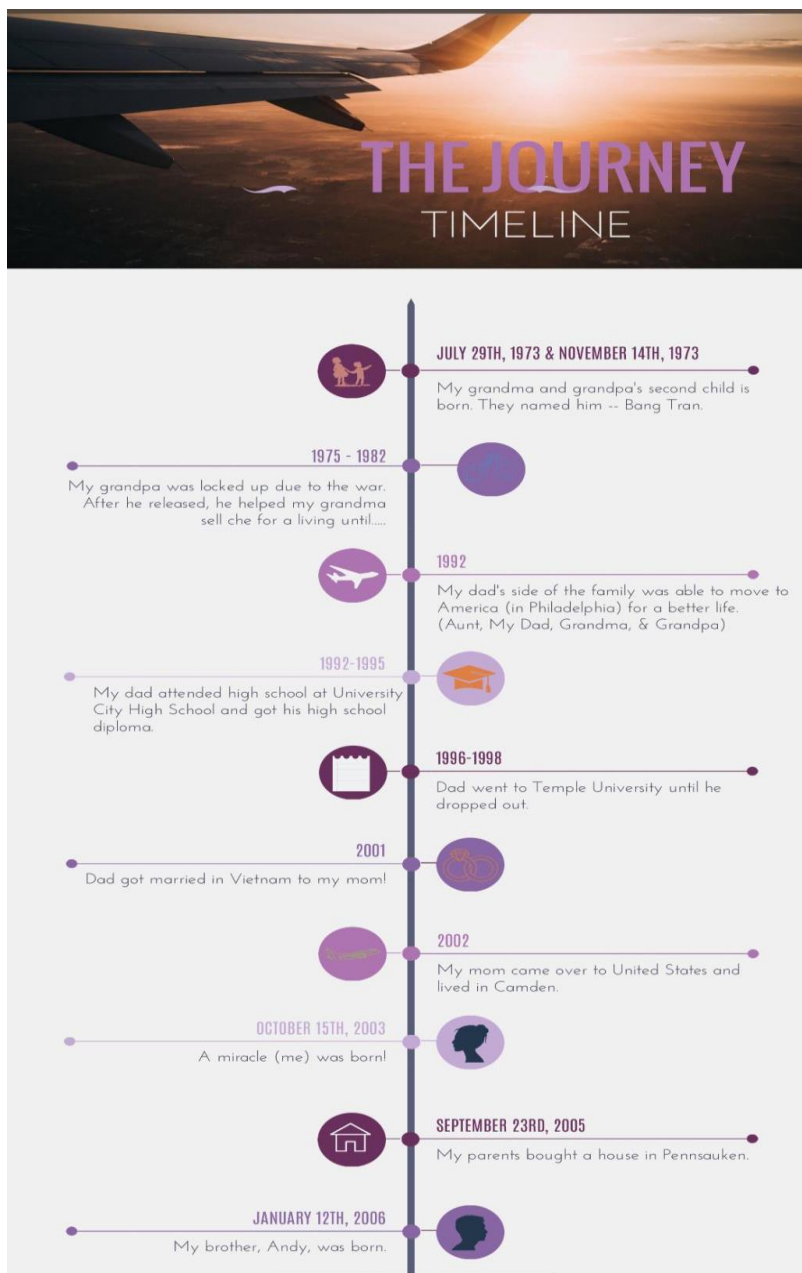 THE JOURNEY
TIMELINE
JULY 29TH, 1973 & NOVEMBER 14TH, 1973
My grandma and grandpa's second child is
born. They named him -- Bang Tran.
1975 - 1982
My grandpa was locked up due to the war.
After he released, he helped my grandma
sell che for a living until.....
1992
My dad's side of the family was able to move to
America (in Philadelphia) for a better life.
(Aunt, My Dad, Grandma, & Grandpa)
1992-1995
My dad attended high school at University
City High School and got his high school
diploma.
1996-1998
Dad went to Temple University until he
dropped out.
2001
Dad got married in Vietnam to my mom!
2002
My mom came over to United States and
lived in Camden.
OCTOBER 15TH, 2003
A miracle (me) was born!
SEPTEMBER 23RD, 2005
My parents bought a house in Pennsauken.
JANUARY 12TH, 2006
My brother, Andy, was born.